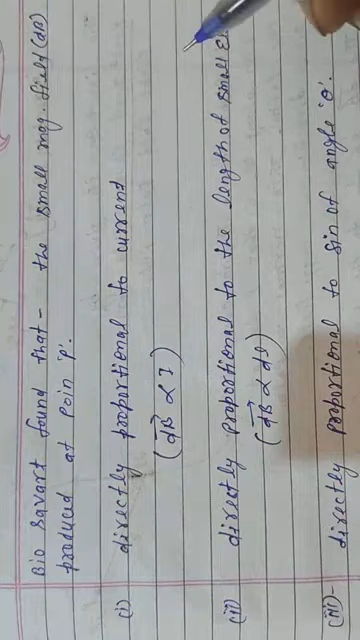 Bio Savart found that - the small mag. field (dB)
produced at poin 'p'.
(i) directly proportional to current
(dB ∝ I)
(ii) directly proportional to the length of small
(dB ∝ dl)
(iii) - directly proportional to sin of angle 'θ'.